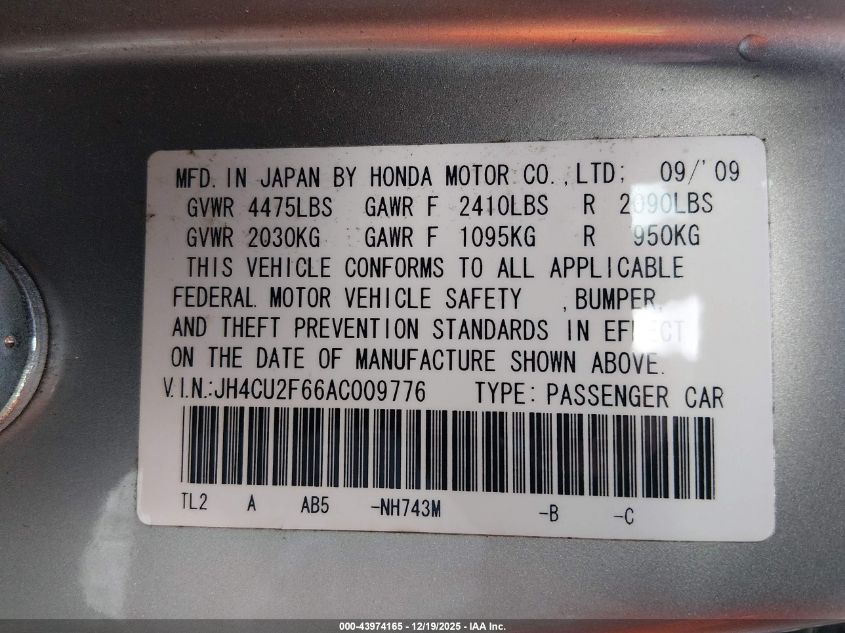 MFD. IN JAPAN BY HONDA MOTOR CO., LTD; 09/'09
GVWR 4475LBS GAWR F 2410LBS R 2090LBS
GVWR 2030KG GAWR F 1095KG R 950KG
THIS VEHICLE CONFORMS TO ALL APPLICABLE
FEDERAL MOTOR VEHICLE SAFETY , BUMPER,
AND THEFT PREVENTION STANDARDS IN EFFECT
ON THE DATE OF MANUFACTURE SHOWN ABOVE.
V.I.N.:JH4CU2F66AC009776 TYPE: PASSENGER CAR
TL2 A AB5 -NH743M -B -C
000-43974165 - 12/19/2025 - IAA Inc.